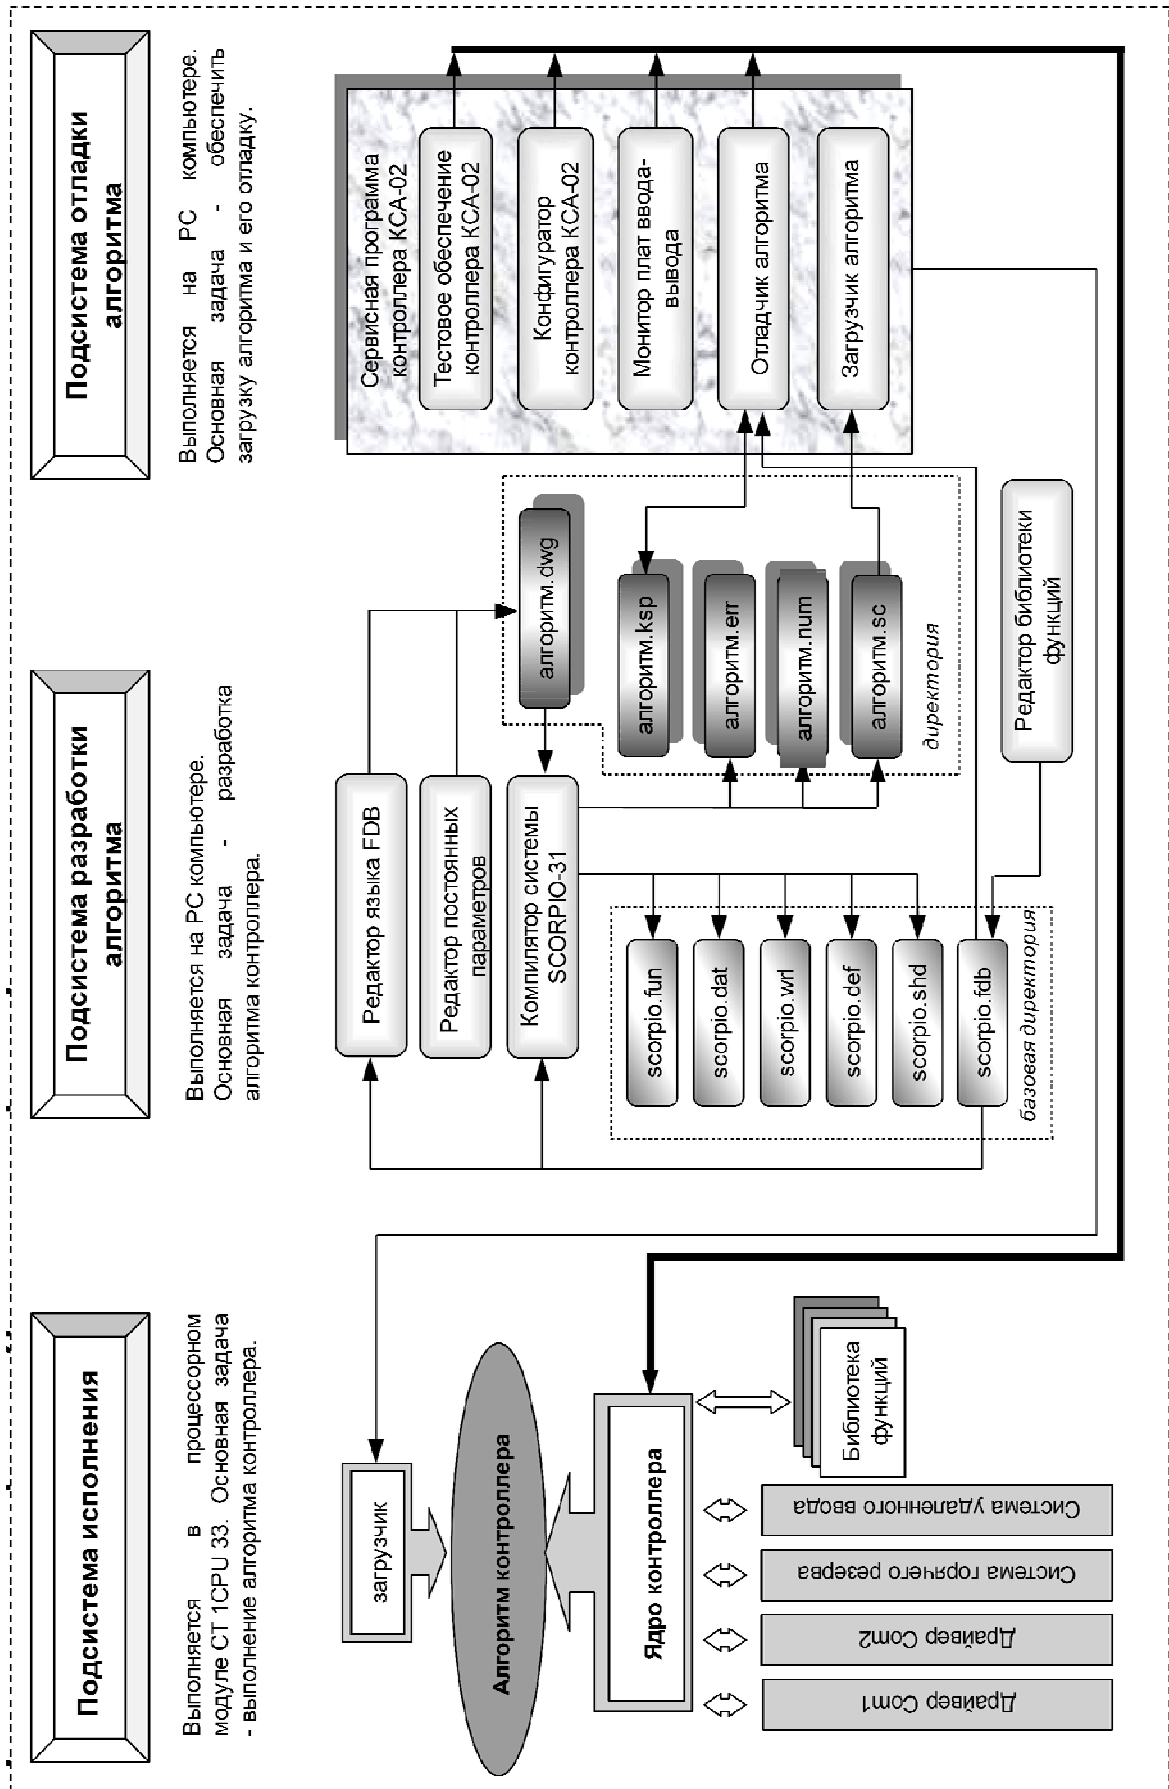 Подсистема исполнения
Выполняется в процессорном
модуле CT 1CPU 33. Основная задача
- выполнение алгоритма контроллера.
загрузчик
Алгоритм контроллера
Ядро контроллера
Библиотека
функций
Драйвер Com1
Драйвер Com2
Система горячего резерва
Система удаленного ввода
Подсистема разработки
алгоритма
Выполняется на PC компьютере.
Основная задача - разработка
алгоритма контроллера.
Редактор языка FDB
Редактор постоянных
параметров
Компилятор системы
SCORPIO-31
scorpio.fun
scorpio.dat
scorpio.wrl
scorpio.def
scorpio.shd
scorpio.fdb
базовая директория
алгоритм.dwg
алгоритм.ksp
алгоритм.err
алгоритм.num
алгоритм.sc
директория
Редактор библиотеки
функций
Подсистема отладки
алгоритма
Выполняется на PC компьютере.
Основная задача - обеспечить
загрузку алгоритма и его отладку.
Сервисная программа
контроллера КСА-02
Тестовое обеспечение
контроллера КСА-02
Конфигуратор
контроллера КСА-02
Монитор плат ввода-
вывода
Отладчик алгоритма
Загрузчик алгоритма